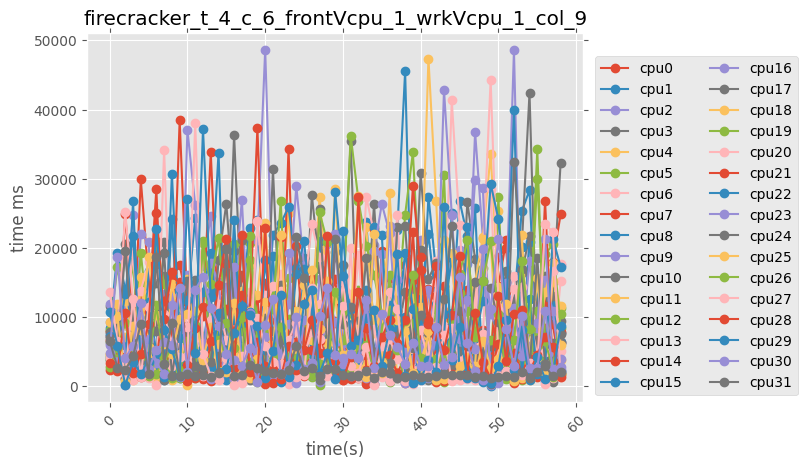 firecracker_t_4_c_6_frontVcpu_1_wrkVcpu_1_col_9
50000
40000
30000
20000
10000
0
time ms
0
10
20
30
40
50
60
time(s)
cpu0
cpu1
cpu2
cpu3
cpu4
cpu5
cpu6
cpu7
cpu8
cpu9
cpu10
cpu11
cpu12
cpu13
cpu14
cpu15
cpu16
cpu17
cpu18
cpu19
cpu20
cpu21
cpu22
cpu23
cpu24
cpu25
cpu26
cpu27
cpu28
cpu29
cpu30
cpu31